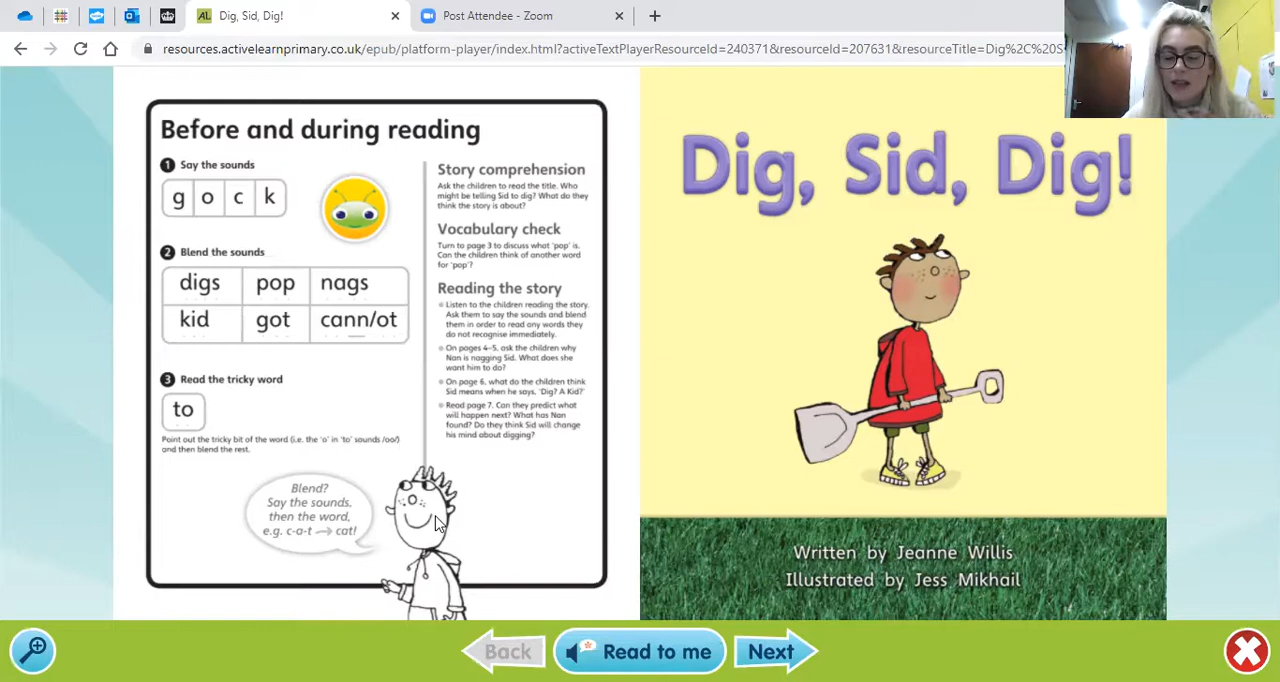 Dig, Sid, Dig!
Post Attendee - Zoom
resources.activelearnprimary.co.uk/epub/platform-player/index.html?activeTextPlayerResourceId=240371&resourceId=207631&resourceTitle=Dig%2C%20S
Before and during reading
1 Say the sounds
g o c k
2 Blend the sounds
digs pop nags
kid got cann/ot
3 Read the tricky word
to
Point out the tricky bit of the word (i.e. the 'o' in 'to' sounds /oo/)
and then blend the rest.
Blend?
Say the sounds,
then the word,
e.g. c-a-t → cat!
Story comprehension
Ask the children to read the title. Who
might be telling Sid to dig? What do they
think the story is about?
Vocabulary check
Turn to page 3 to discuss what 'pop' is.
Can the children think of another word
for 'pop'?
Reading the story
Listen to the children reading the story.
Ask them to say the sounds and blend
them in order to read any words they
do not recognise immediately.
On pages 4–5, ask the children why
Nan is nagging Sid. What does she
want him to do?
On page 6, what do the children think
Sid means when he says, 'Dig? A Kid?'
Read page 7. Can they predict what
will happen next? What has Nan
found? Do they think Sid will change
his mind about digging?
Dig, Sid, Dig!
Written by Jeanne Willis
Illustrated by Jess Mikhail
Back
Read to me
Next